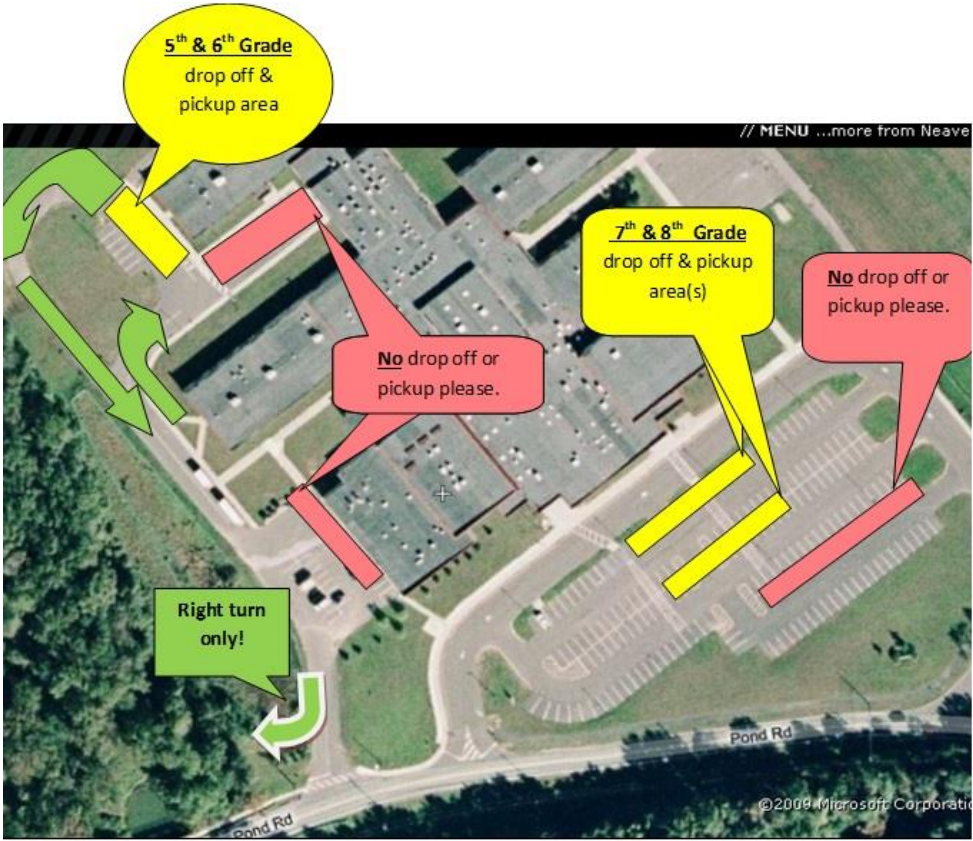 5th & 6th Grade
drop off &
pickup area
// MENU ...more from Neave
7th & 8th Grade
drop off & pickup
area(s)
No drop off or
pickup please.
No drop off or
pickup please.
Right turn
only!
Pond Rd
©2009 Microsoft Corporatio
Pond Rd